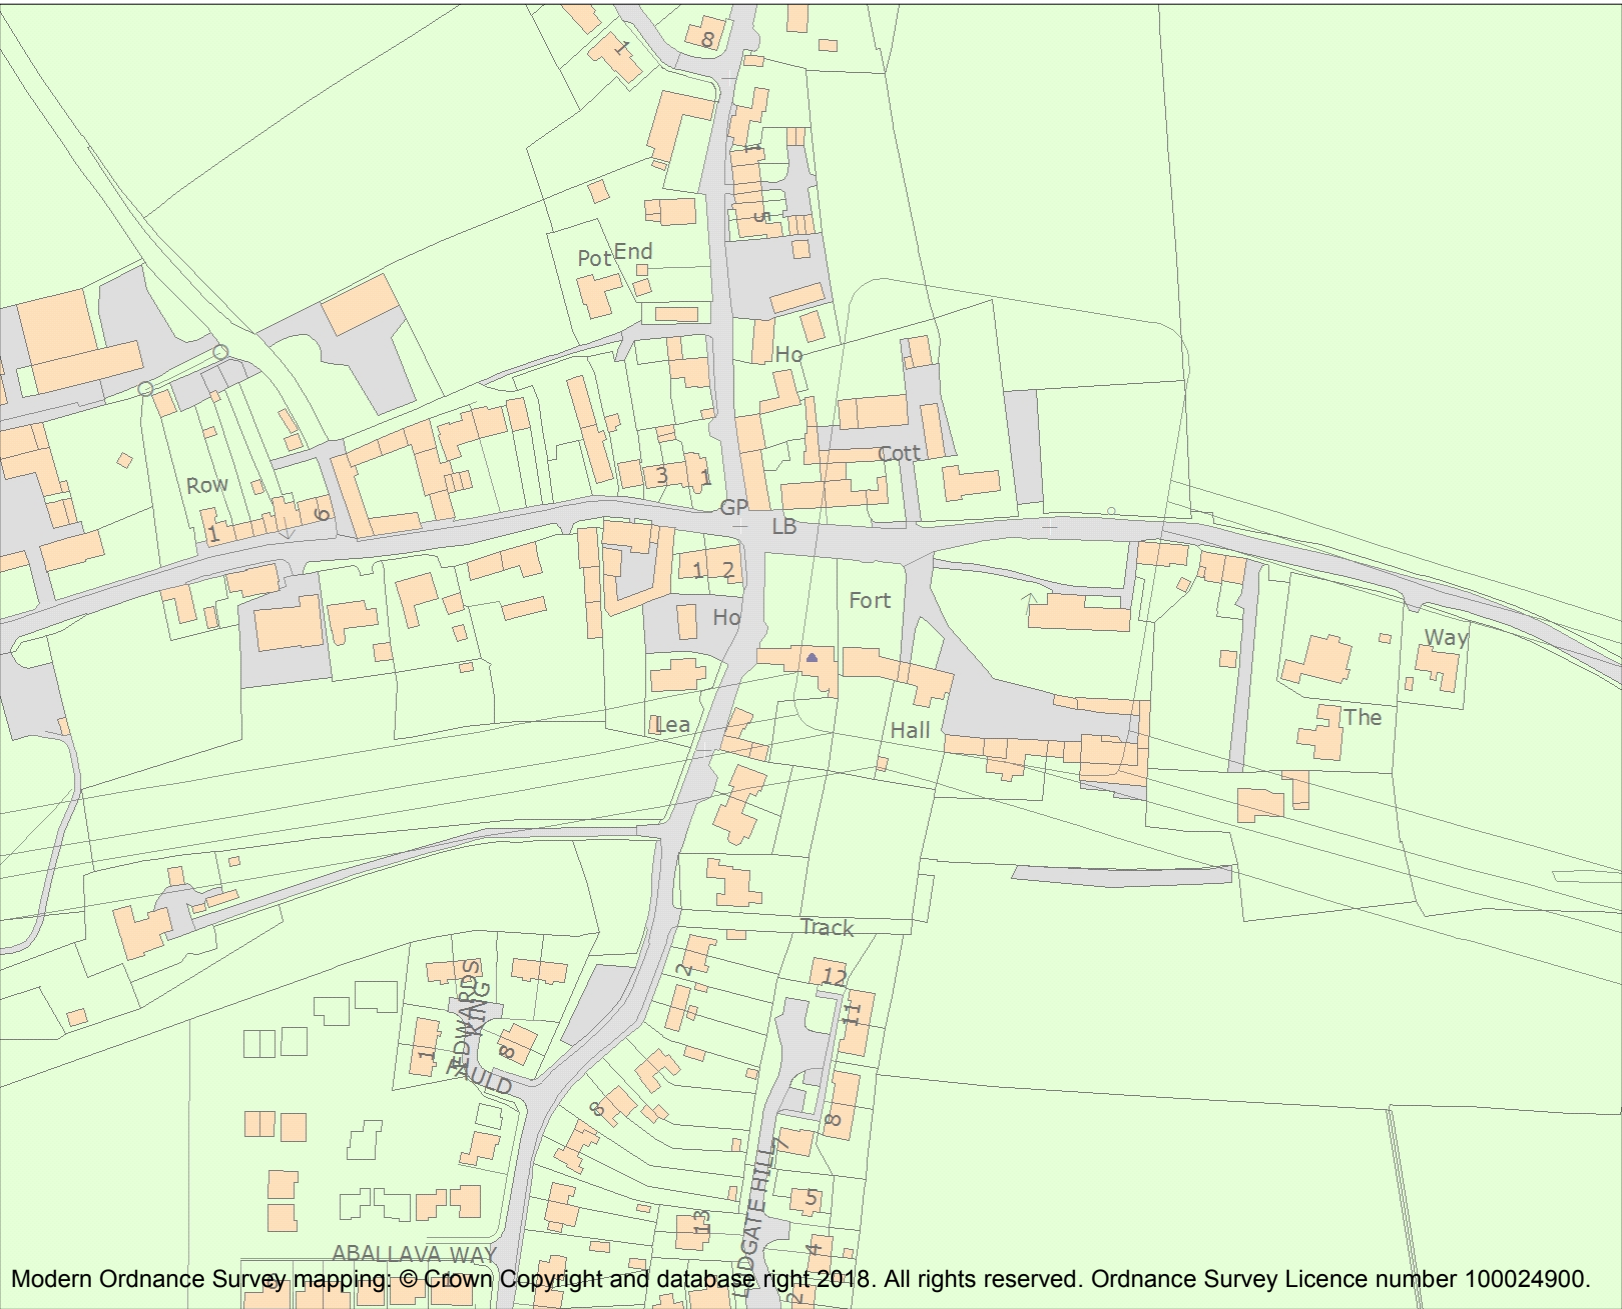 8
1
1
5
Pot End
Ho
Cott
Row
3
1
1
6
GP
LB
1
2
Fort
Ho
Way
Lea
Hall
The
Track
2
12
11
EDWARDS
KING
1
8
FAULD
8
8
7
LUDGATE HILL
5
13
4
ABALLAVA WAY
2
Modern Ordnance Survey mapping: © Crown Copyright and database right 2018. All rights reserved. Ordnance Survey Licence number 100024900.